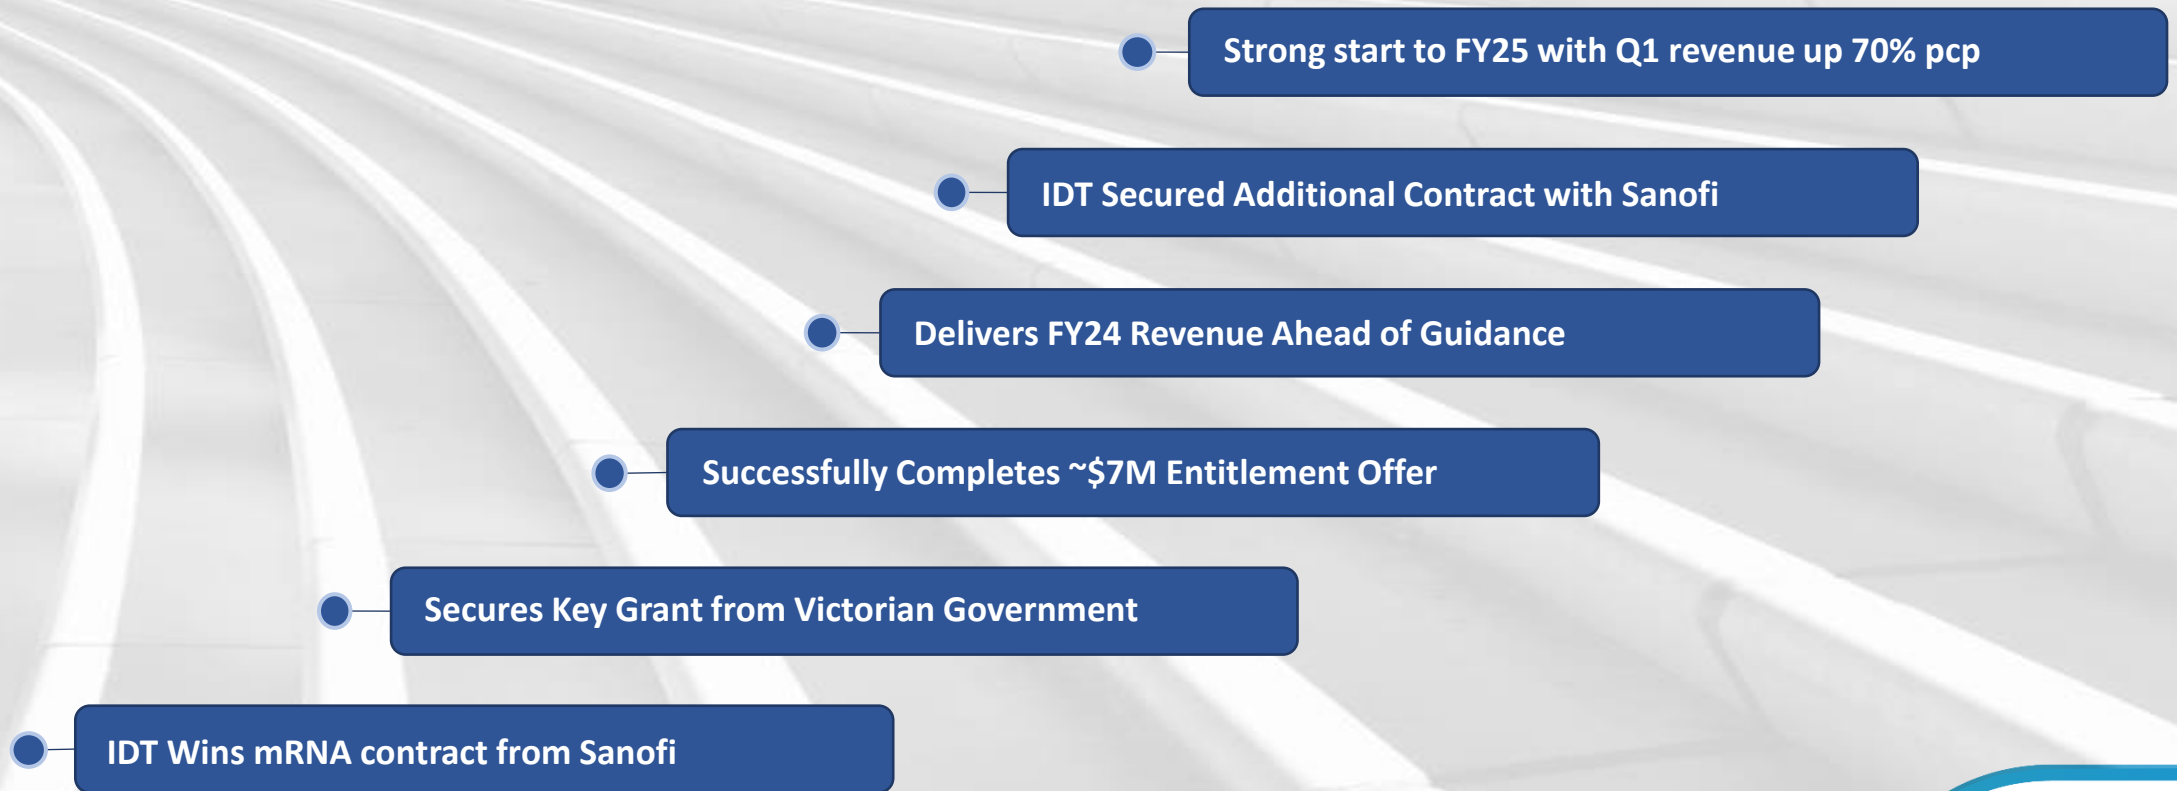 Strong start to FY25 with Q1 revenue up 70% pcp
IDT Secured Additional Contract with Sanofi
Delivers FY24 Revenue Ahead of Guidance
Successfully Completes ~$7M Entitlement Offer
Secures Key Grant from Victorian Government
IDT Wins mRNA contract from Sanofi